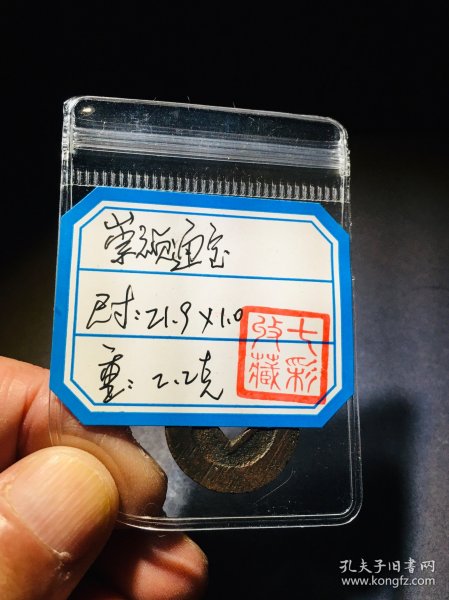 崇祯通宝
尺寸:21.9×1.0
重:2.2克
七彩
收藏
孔夫子旧书网
www.kongfz.com